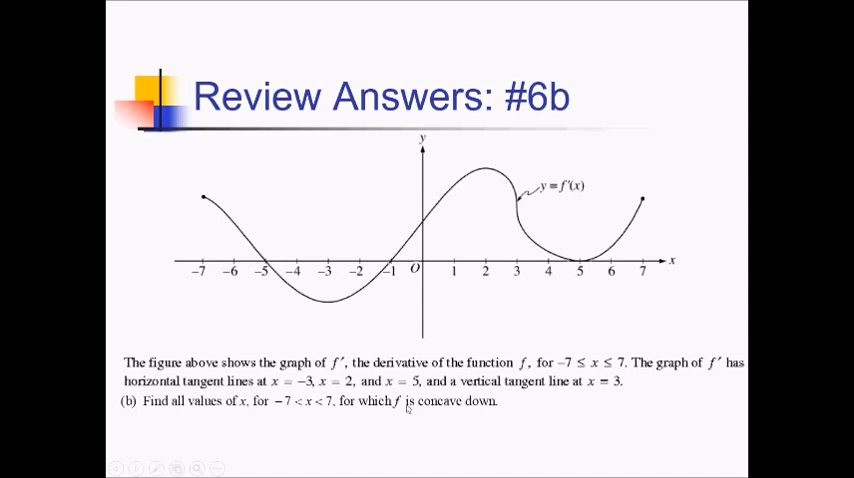 Review Answers: #6b
y
y = f′(x)
-7 -6 -5 -4 -3 -2 -1 O 1 2 3 4 5 6 7 x
The figure above shows the graph of f′, the derivative of the function f, for −7 ≤ x ≤ 7. The graph of f′ has
horizontal tangent lines at x = −3, x = 2, and x = 5, and a vertical tangent line at x = 3.
(b) Find all values of x, for −7 < x < 7, for which f is concave down.